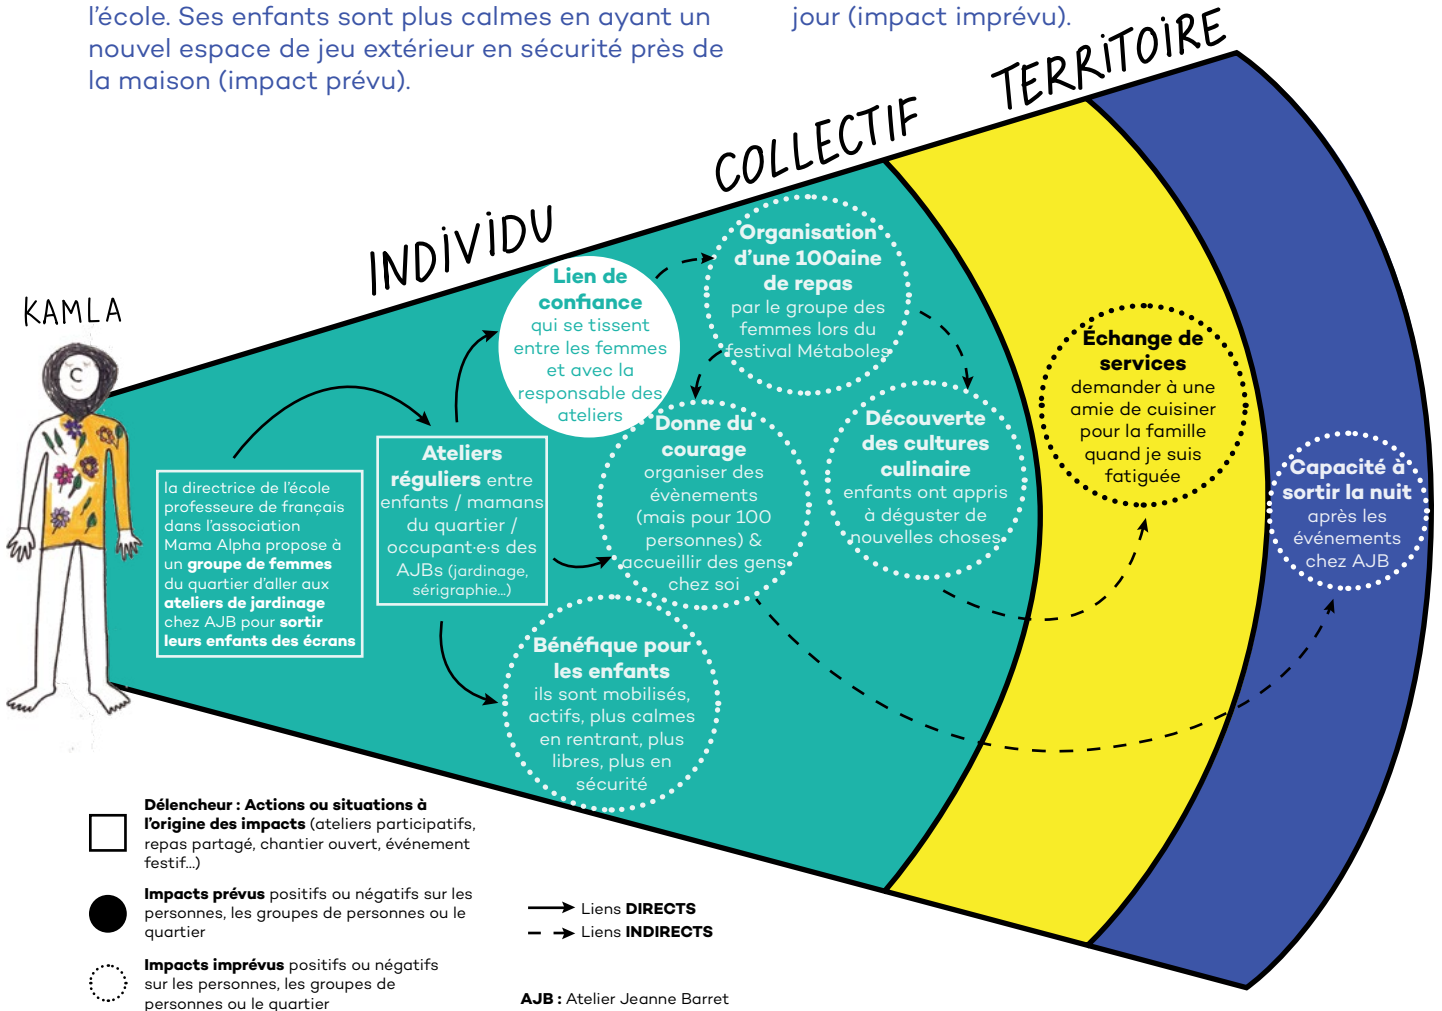 l'école. Ses enfants sont plus calmes en ayant un
nouvel espace de jeu extérieur en sécurité près de
la maison (impact prévu).
jour (impact imprévu).
KAMLA
INDIVIDU
COLLECTIF
TERRITOIRE
la directrice de l'école
professeure de français
dans l'association
Mama Alpha propose à
un groupe de femmes
du quartier d'aller aux
ateliers de jardinage
chez AJB pour sortir
leurs enfants des écrans
Ateliers
réguliers entre
enfants / mamans
du quartier /
occupant·e·s des
AJBs (jardinage,
sérigraphie...)
Lien de
confiance
qui se tissent
entre les femmes
et avec la
responsable des
ateliers
Organisation
d'une 100aine
de repas
par le groupe des
femmes lors du
festival Métaboles
Donne du
courage
organiser des
évènements
(mais pour 100
personnes) &
accueillir des gens
chez soi
Découverte
des cultures
culinaire
enfants ont appris
à déguster de
nouvelles choses
Bénéfique pour
les enfants
ils sont mobilisés,
actifs, plus calmes
en rentrant, plus
libres, plus en
sécurité
Échange de
services
demander à une
amie de cuisiner
pour la famille
quand je suis
fatiguée
Capacité à
sortir la nuit
après les
événements
chez AJB
Délencheur : Actions ou situations à
l'origine des impacts (ateliers participatifs,
repas partagé, chantier ouvert, événement
festif...)
Impacts prévus positifs ou négatifs sur les
personnes, les groupes de personnes ou le
quartier
Impacts imprévus positifs ou négatifs
sur les personnes, les groupes de
personnes ou le quartier
Liens DIRECTS
Liens INDIRECTS
AJB : Atelier Jeanne Barret